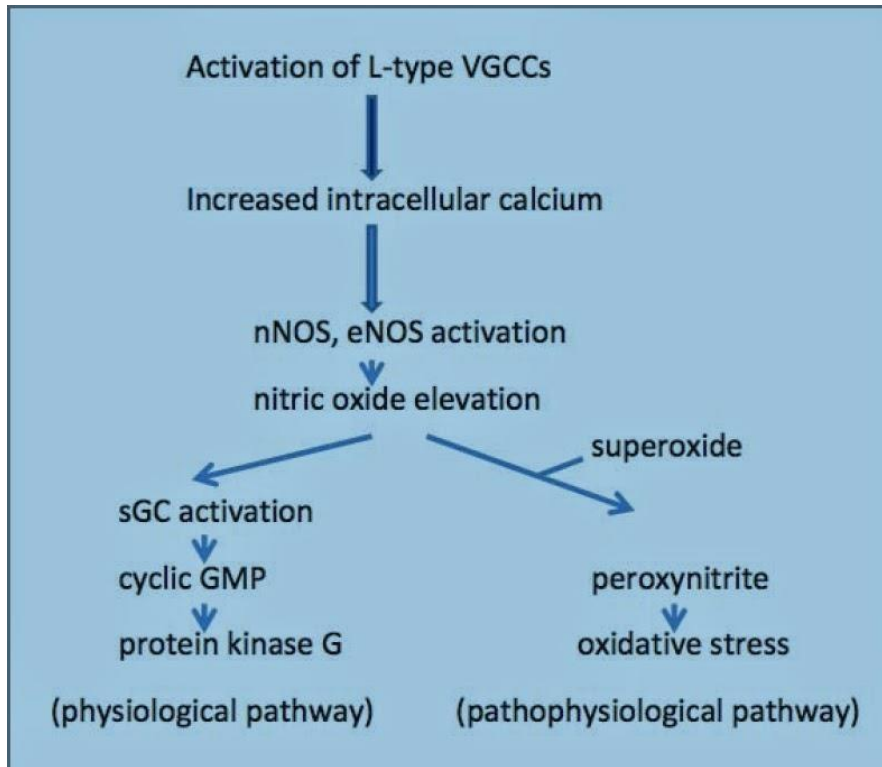 Activation of L-type VGCCs
Increased intracellular calcium
nNOS, eNOS activation
nitric oxide elevation
superoxide
sGC activation
cyclic GMP
peroxynitrite
protein kinase G
oxidative stress
(physiological pathway)
(pathophysiological pathway)